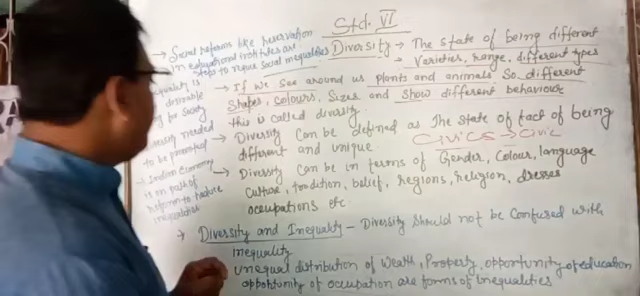 Std. VI
Diversity → The state of being different
Varieties, range, different types
→ If we see around us plants and animals so different
Shapes, colours, sizes and show different behaviour
this is called diversity.
→ Diversity can be defined as The state of fact of being
different and unique.
Civics → Civic
→ Diversity can be in terms of Gender, Colour, language
culture, tradition, belief, regions, religion, dresses
occupations etc
→ Diversity and Inequality - Diversity should not be confused with
inequality
unequal distribution of Wealth, Property, opportunity of education
opportunity of occupation are forms of inequalities
→ Social reforms like reservation
in educational institutes are
steps to social inequalities
is
desirable
for society
needed
to be promoted
→ Indian Economy
is on path of
reform to reduce
inequalities